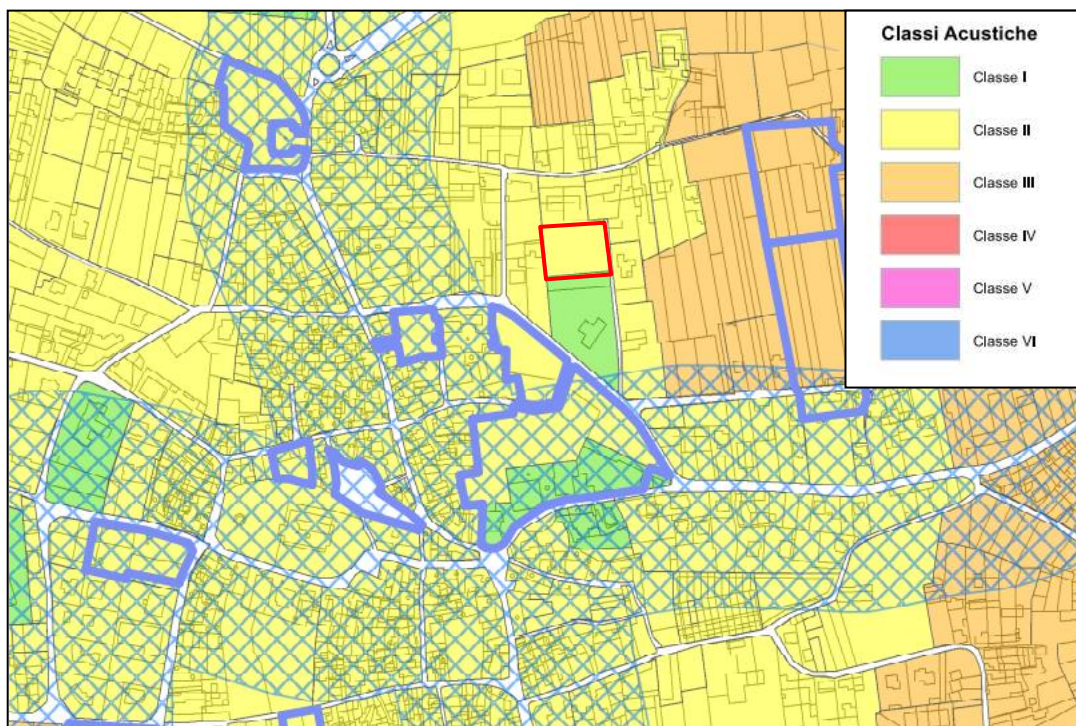 Classi Acustiche
Classe I
Classe II
Classe III
Classe IV
Classe V
Classe VI